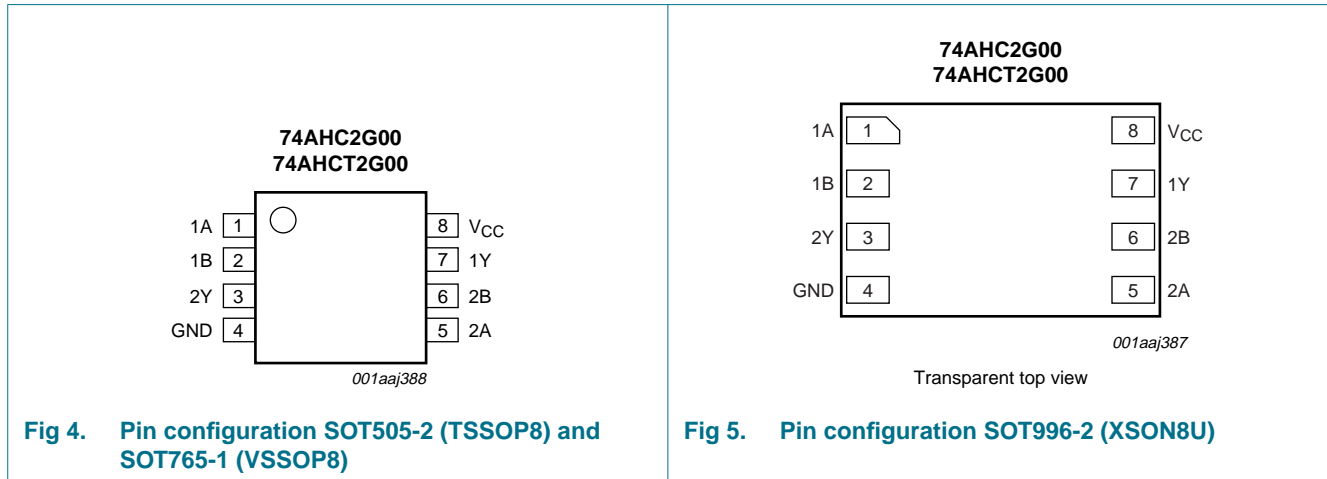 74AHC2G00
74AHCT2G00
1A 1 8 VCC
1B 2 7 1Y
2Y 3 6 2B
GND 4 5 2A
001aaj388
Fig 4. Pin configuration SOT505-2 (TSSOP8) and
SOT765-1 (VSSOP8)
74AHC2G00
74AHCT2G00
1A 1 8 VCC
1B 2 7 1Y
2Y 3 6 2B
GND 4 5 2A
001aaj387
Transparent top view
Fig 5. Pin configuration SOT996-2 (XSON8U)